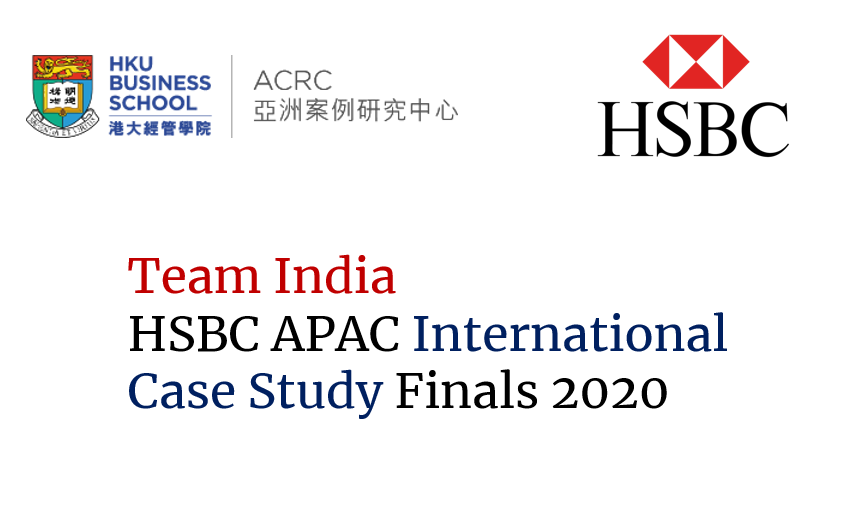 HKU
BUSINESS
SCHOOL
港大經管學院
ACRC
亞洲案例研究中心
HSBC
Team India
HSBC APAC International
Case Study Finals 2020